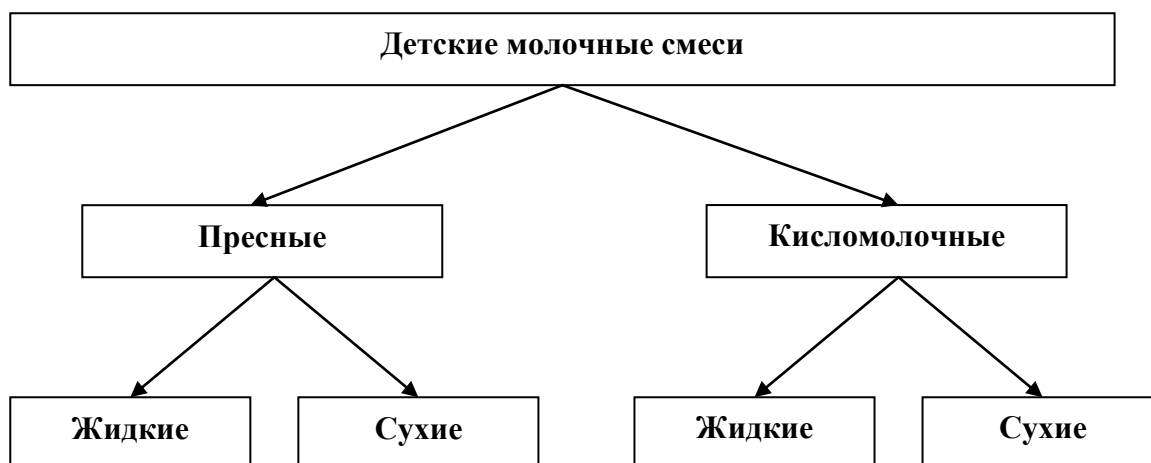 Детские молочные смеси
Пресные
Кисломолочные
Жидкие
Сухие
Жидкие
Сухие